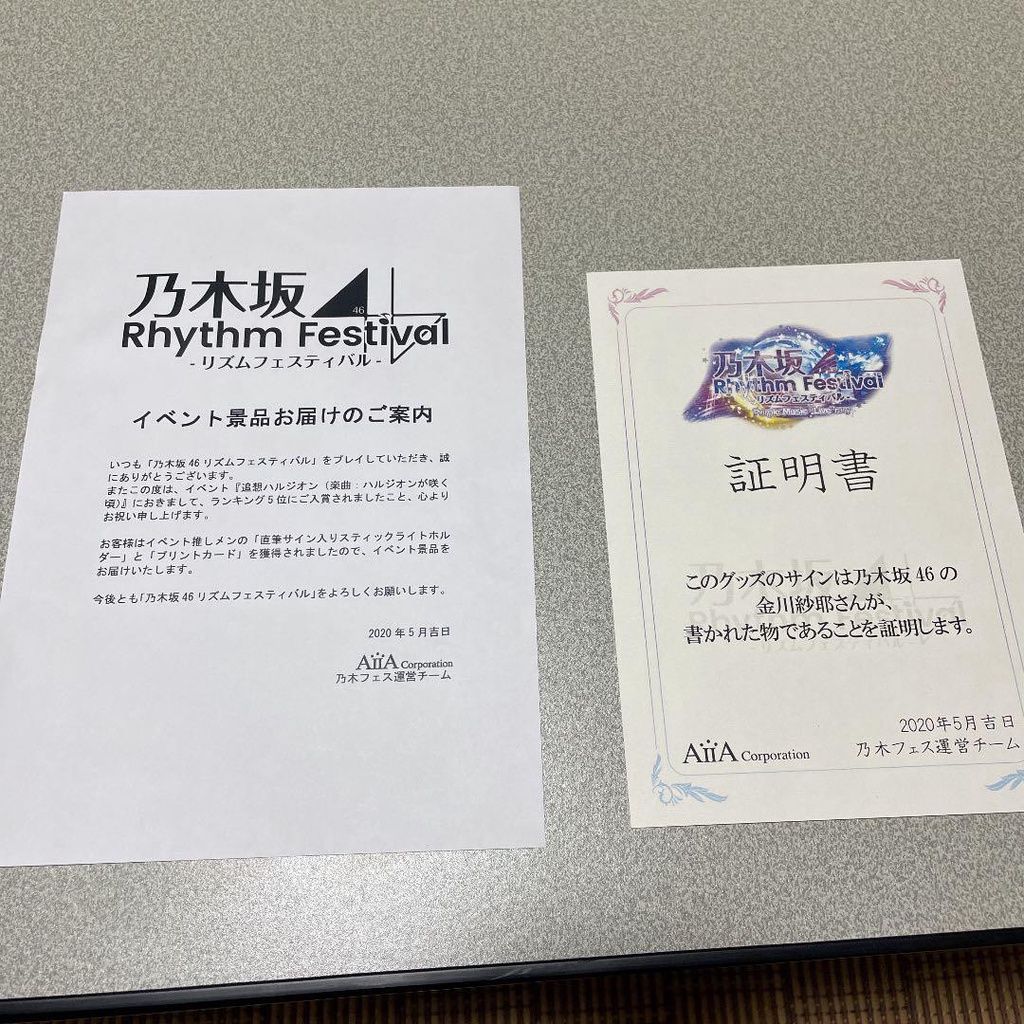 乃木坂46
Rhythm Festival
-リズムフェスティバル-
イベント景品お届けのご案内
いつも「乃木坂46リズムフェスティバル」をプレイしていただき、誠
にありがとうございます。
またこの度は、イベント『追想ハルジオン（楽曲：ハルジオンが咲く
頃）』におきまして、ランキング5位にご入賞されましたこと、心より
お祝い申し上げます。
お客様はイベント推しメンの「直筆サイン入りスティックライトホル
ダー」と「プリントカード」を獲得されましたので、イベント景品を
お届けいたします。
今後とも「乃木坂46リズムフェスティバル」をよろしくお願いします。
2020年5月吉日
AiiA Corporation
乃木フェス運営チーム
乃木坂
Rhythm Festival
-リズムフェスティバル-
証明書
このグッズのサインは乃木坂46の
金川紗耶さんが、
書かれた物であることを証明します。
2020年5月吉日
AiiA Corporation 乃木フェス運営チーム